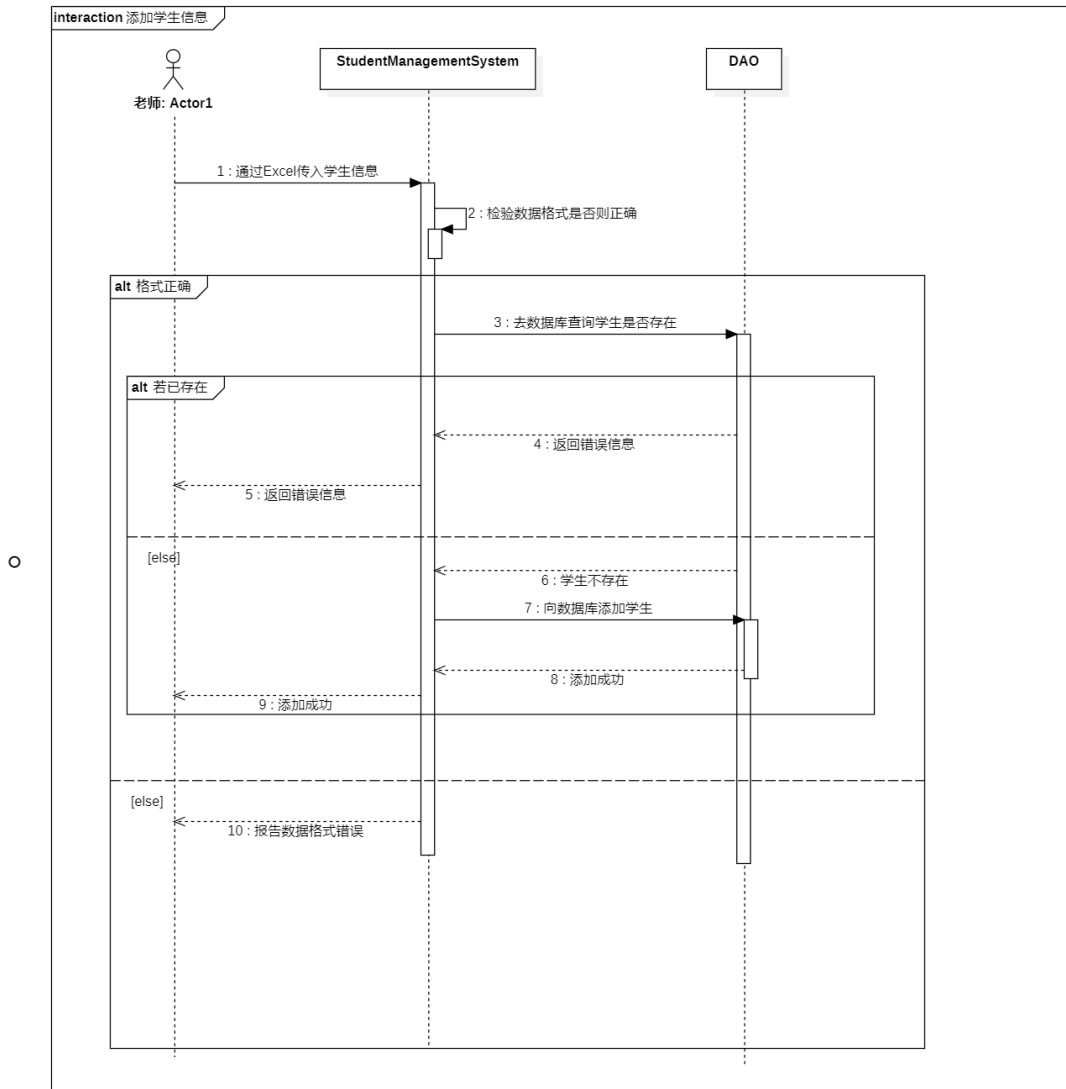 interaction 添加学生信息
StudentManagementSystem
DAO
老师: Actor1
1 : 通过Excel传入学生信息
2 : 检验数据格式是否则正确
alt 格式正确
3 : 去数据库查询学生是否存在
alt 若已存在
4 : 返回错误信息
5 : 返回错误信息
[else]
6 : 学生不存在
7 : 向数据库添加学生
8 : 添加成功
9 : 添加成功
[else]
10 : 报告数据格式错误